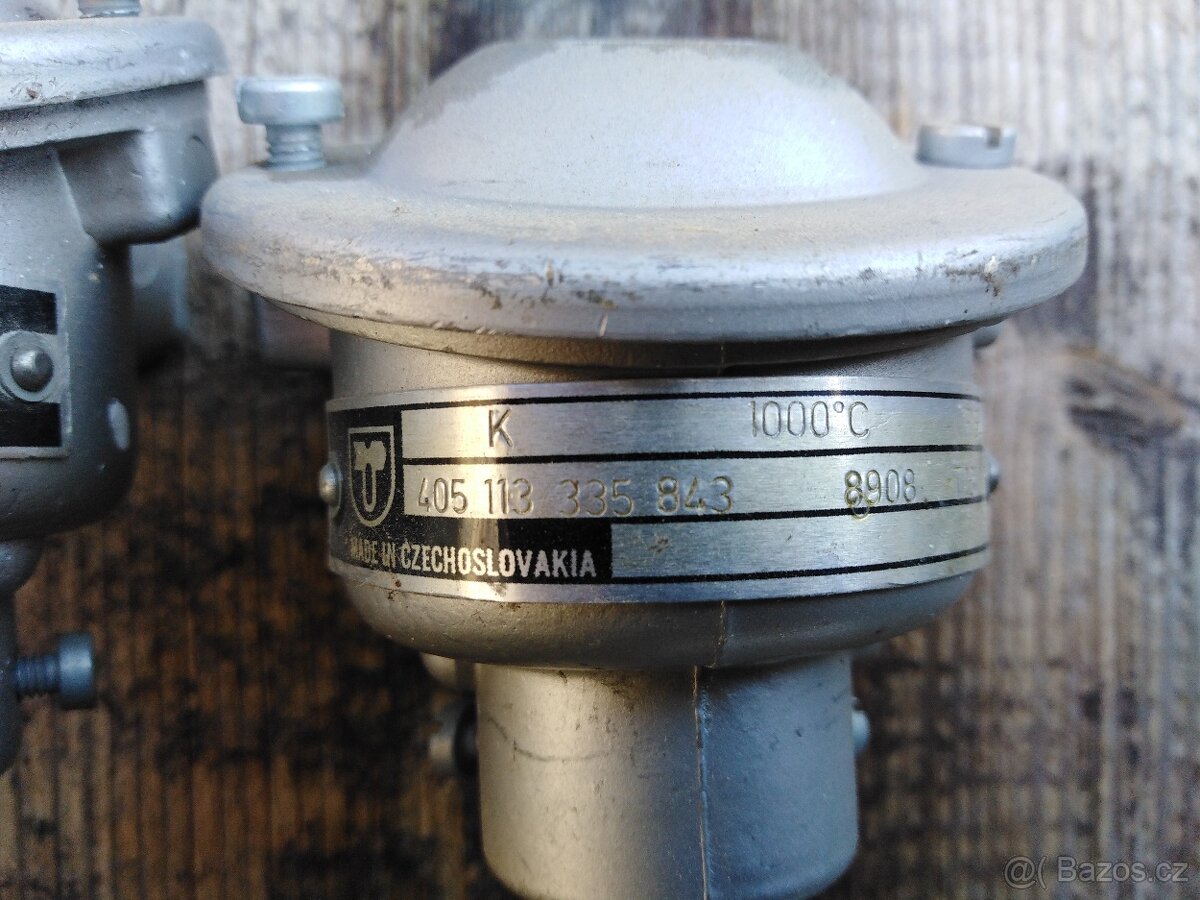 K 1000°C
405 113 335 843 8908
MADE IN CZECHOSLOVAKIA
@( Bazos.cz